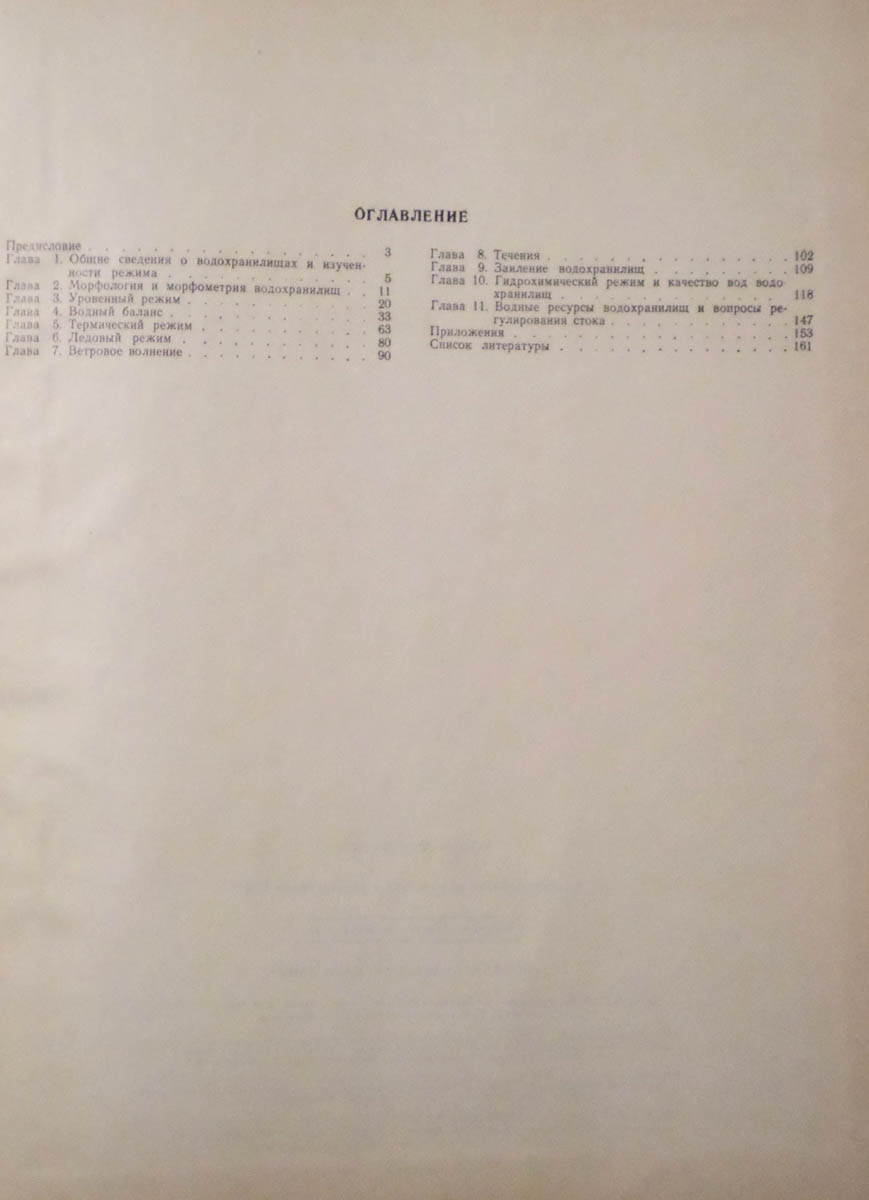 ОГЛАВЛЕНИЕ
Предисловие . . . . . . . . . . . . . . . . 3
Глава 1. Общие сведения о водохранилищах и изучен-
ности режима . . . . . . . . . . . . 5
Глава 2. Морфология и морфометрия водохранилищ . . 11
Глава 3. Уровенный режим . . . . . . . . . . . 20
Глава 4. Водный баланс . . . . . . . . . . . . 33
Глава 5. Термический режим . . . . . . . . . . 63
Глава 6. Ледовый режим . . . . . . . . . . . . 80
Глава 7. Ветровое волнение . . . . . . . . . . . 90
Глава 8. Течения . . . . . . . . . . . . . . . 102
Глава 9. Заиление водохранилищ . . . . . . . . 109
Глава 10. Гидрохимический режим и качество вод водо
хранилищ . . . . . . . . . . . . . . 118
Глава 11. Водные ресурсы водохранилищ и вопросы ре-
гулирования стока . . . . . . . . . . . 147
Приложения . . . . . . . . . . . . . . . . . 153
Список литературы . . . . . . . . . . . . . . 161